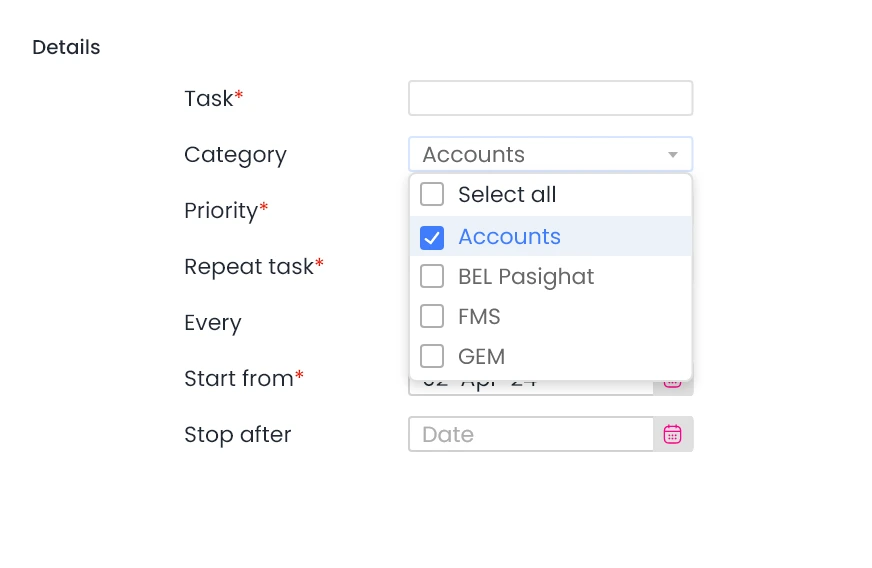 Details
Task*
Category Accounts
Select all
Priority*
Accounts
Repeat task*
BEL Pasighat
Every
FMS
GEM
Start from*
Stop after Date